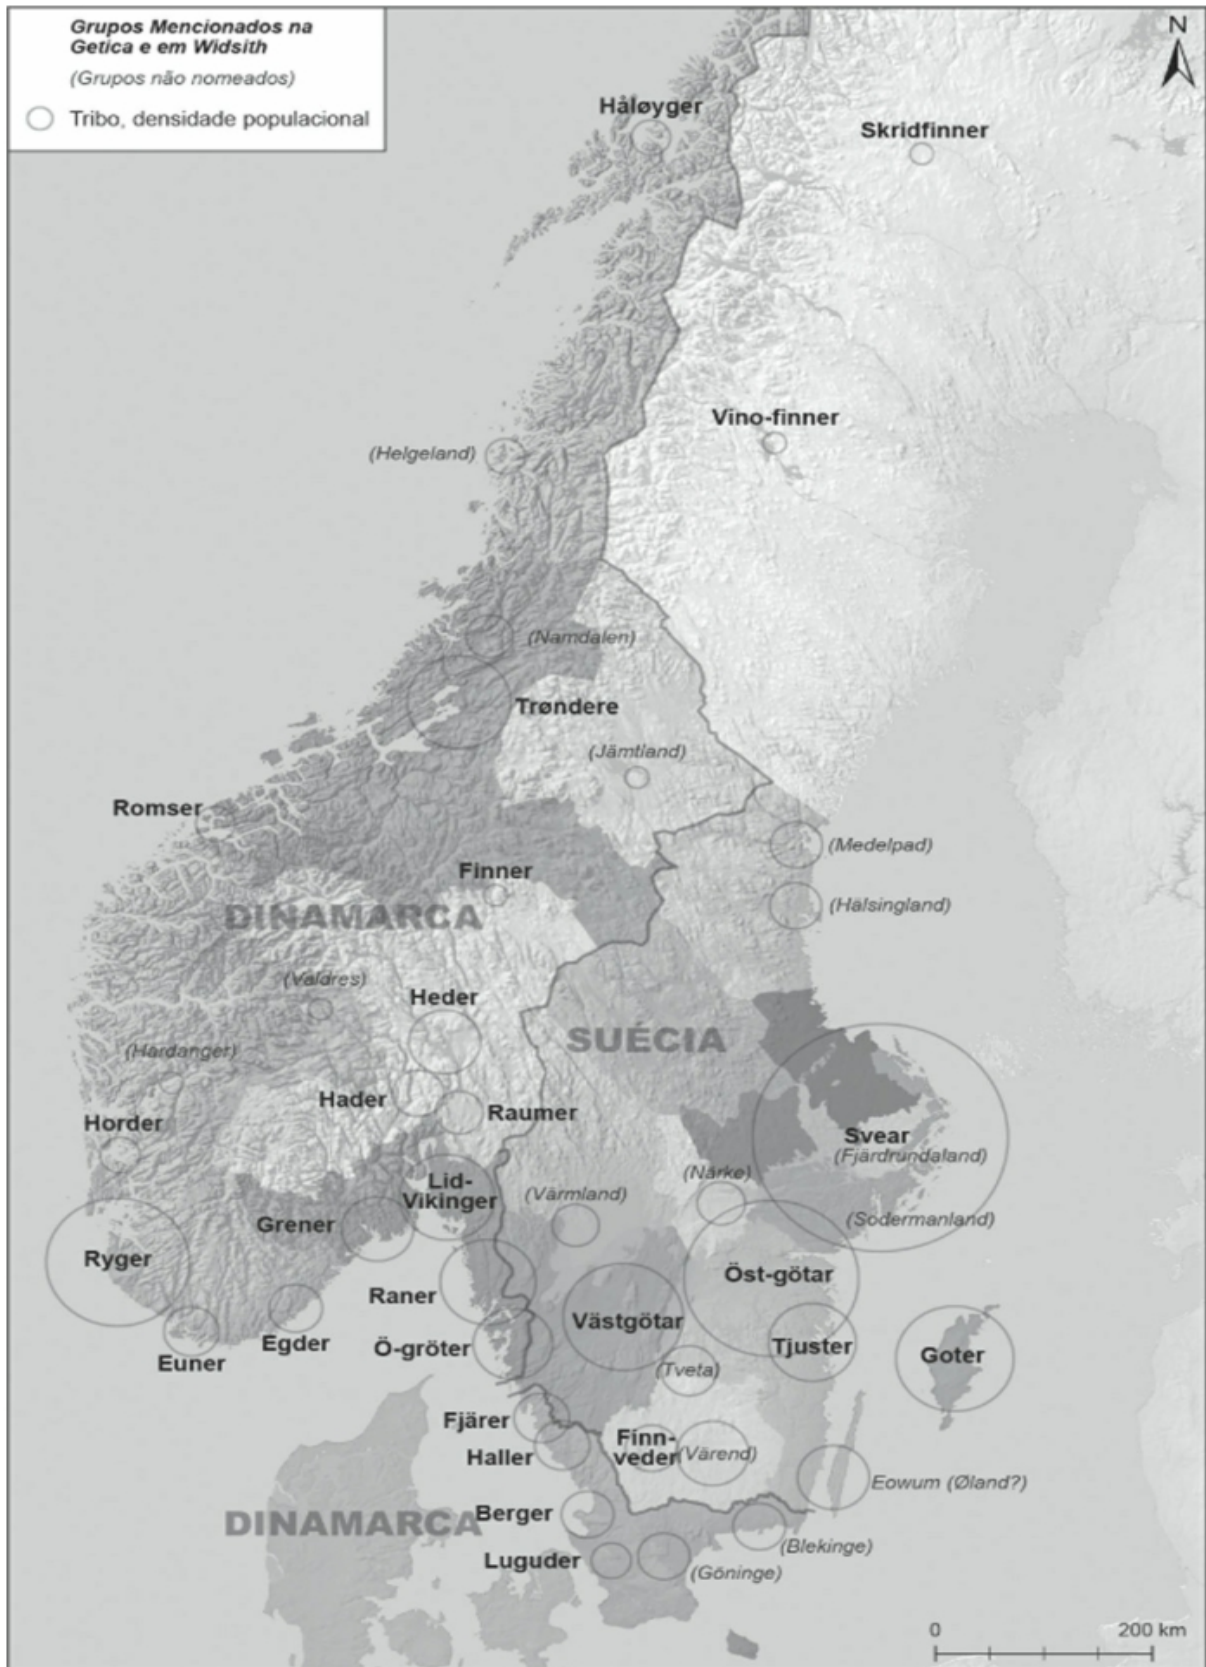 Grupos Mencionados na
Getica e em Widsith
(Grupos não nomeados)
Tribo, densidade populacional
N
Håløyger
Skridfinner
Vino-finner
(Helgeland)
(Namdalen)
Trøndere
(Jämtland)
Romser
(Medelpad)
Finner
(Hälsingland)
DINAMARCA
(Valdres)
Heder
SUÉCIA
(Hardanger)
Hader
Raumer
Horder
Svear
(Fjärdrundaland)
Lid-
Vikinger
(Närke)
(Värmland)
Grener
(Sodermanland)
Ryger
Öst-götar
Raner
Västgötar
Egder
Ö-gröter
Tjuster
Goter
Euner
(Tveta)
Fjärer
Finn-
veder
(Värend)
Haller
Eowum (Øland?)
Berger
DINAMARCA
(Blekinge)
Luguder
(Göninge)
0 200 km